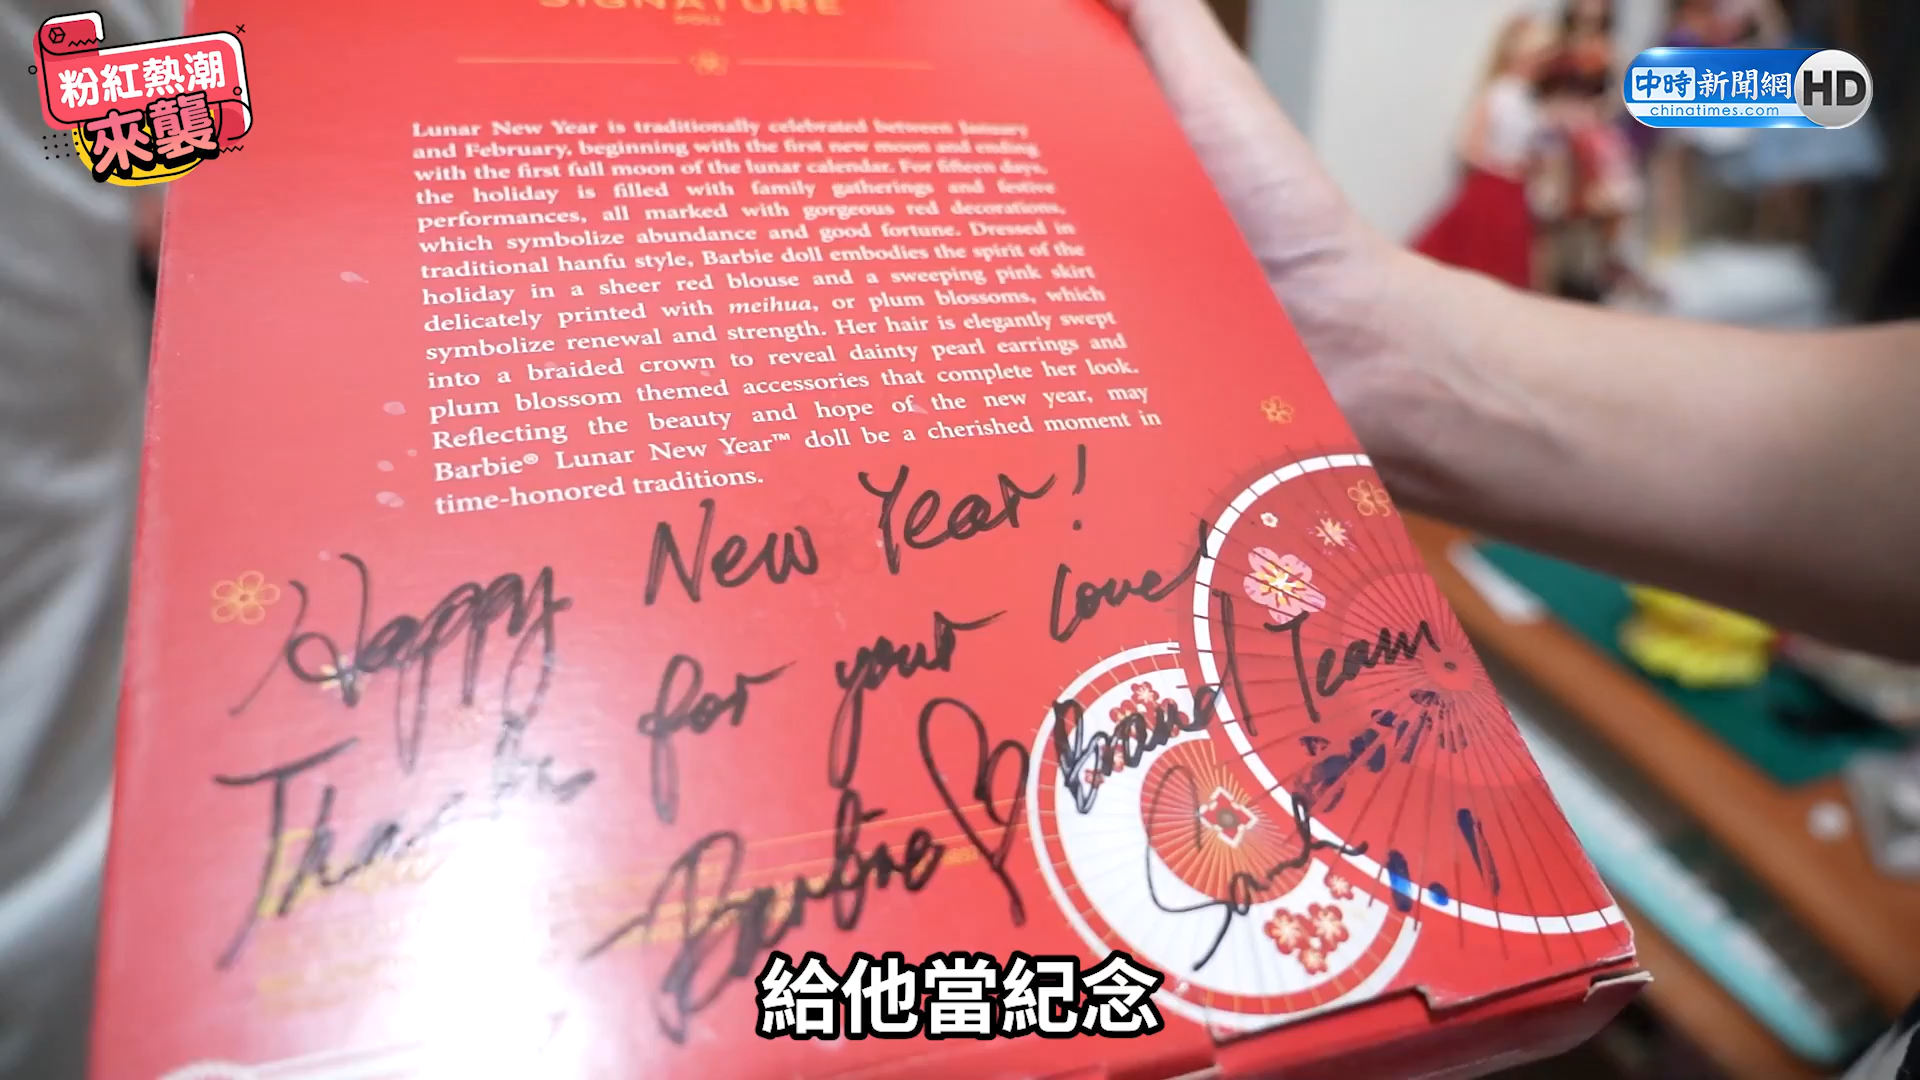 粉紅熱潮
來襲
中時新聞網HD
chinatimes.com
SIGNATURE
DOLL
Lunar New Year is traditionally celebrated between January
and February, beginning with the first new moon and ending
with the first full moon of the lunar calendar. For fifteen days,
the holiday is filled with family gatherings and festive
performances, all marked with gorgeous red decorations,
which symbolize abundance and good fortune. Dressed in
traditional hanfu style, Barbie doll embodies the spirit of the
holiday in a sheer red blouse and a sweeping pink skirt
delicately printed with meihua, or plum blossoms, which
symbolize renewal and strength. Her hair is elegantly swept
into a braided crown to reveal dainty pearl earrings and
plum blossom themed accessories that complete her look.
Reflecting the beauty and hope of the new year, may
Barbie® Lunar New Year™ doll be a cherished moment in
time-honored traditions.
Happy New Year!
Thanks for your love!
Barbie Brand Team
給他當紀念